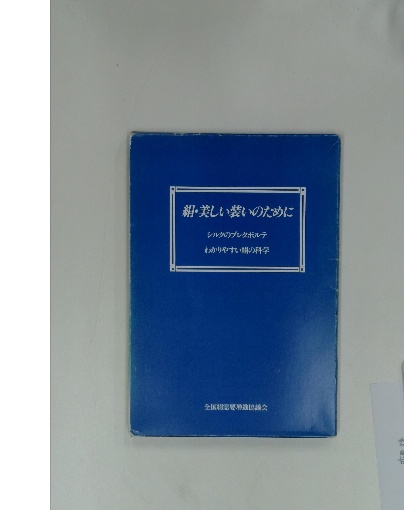 絹・美しい装いのために
シルクのプレタポルテ
わかりやすい絹の科学
全国絹需要増進協議会